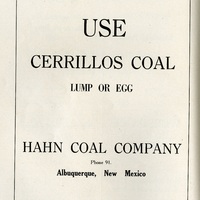 USE
CERRILLOS COAL
LUMP OR EGG
HAHN COAL COMPANY
Phone 91.
Albuquerque, New Mexico